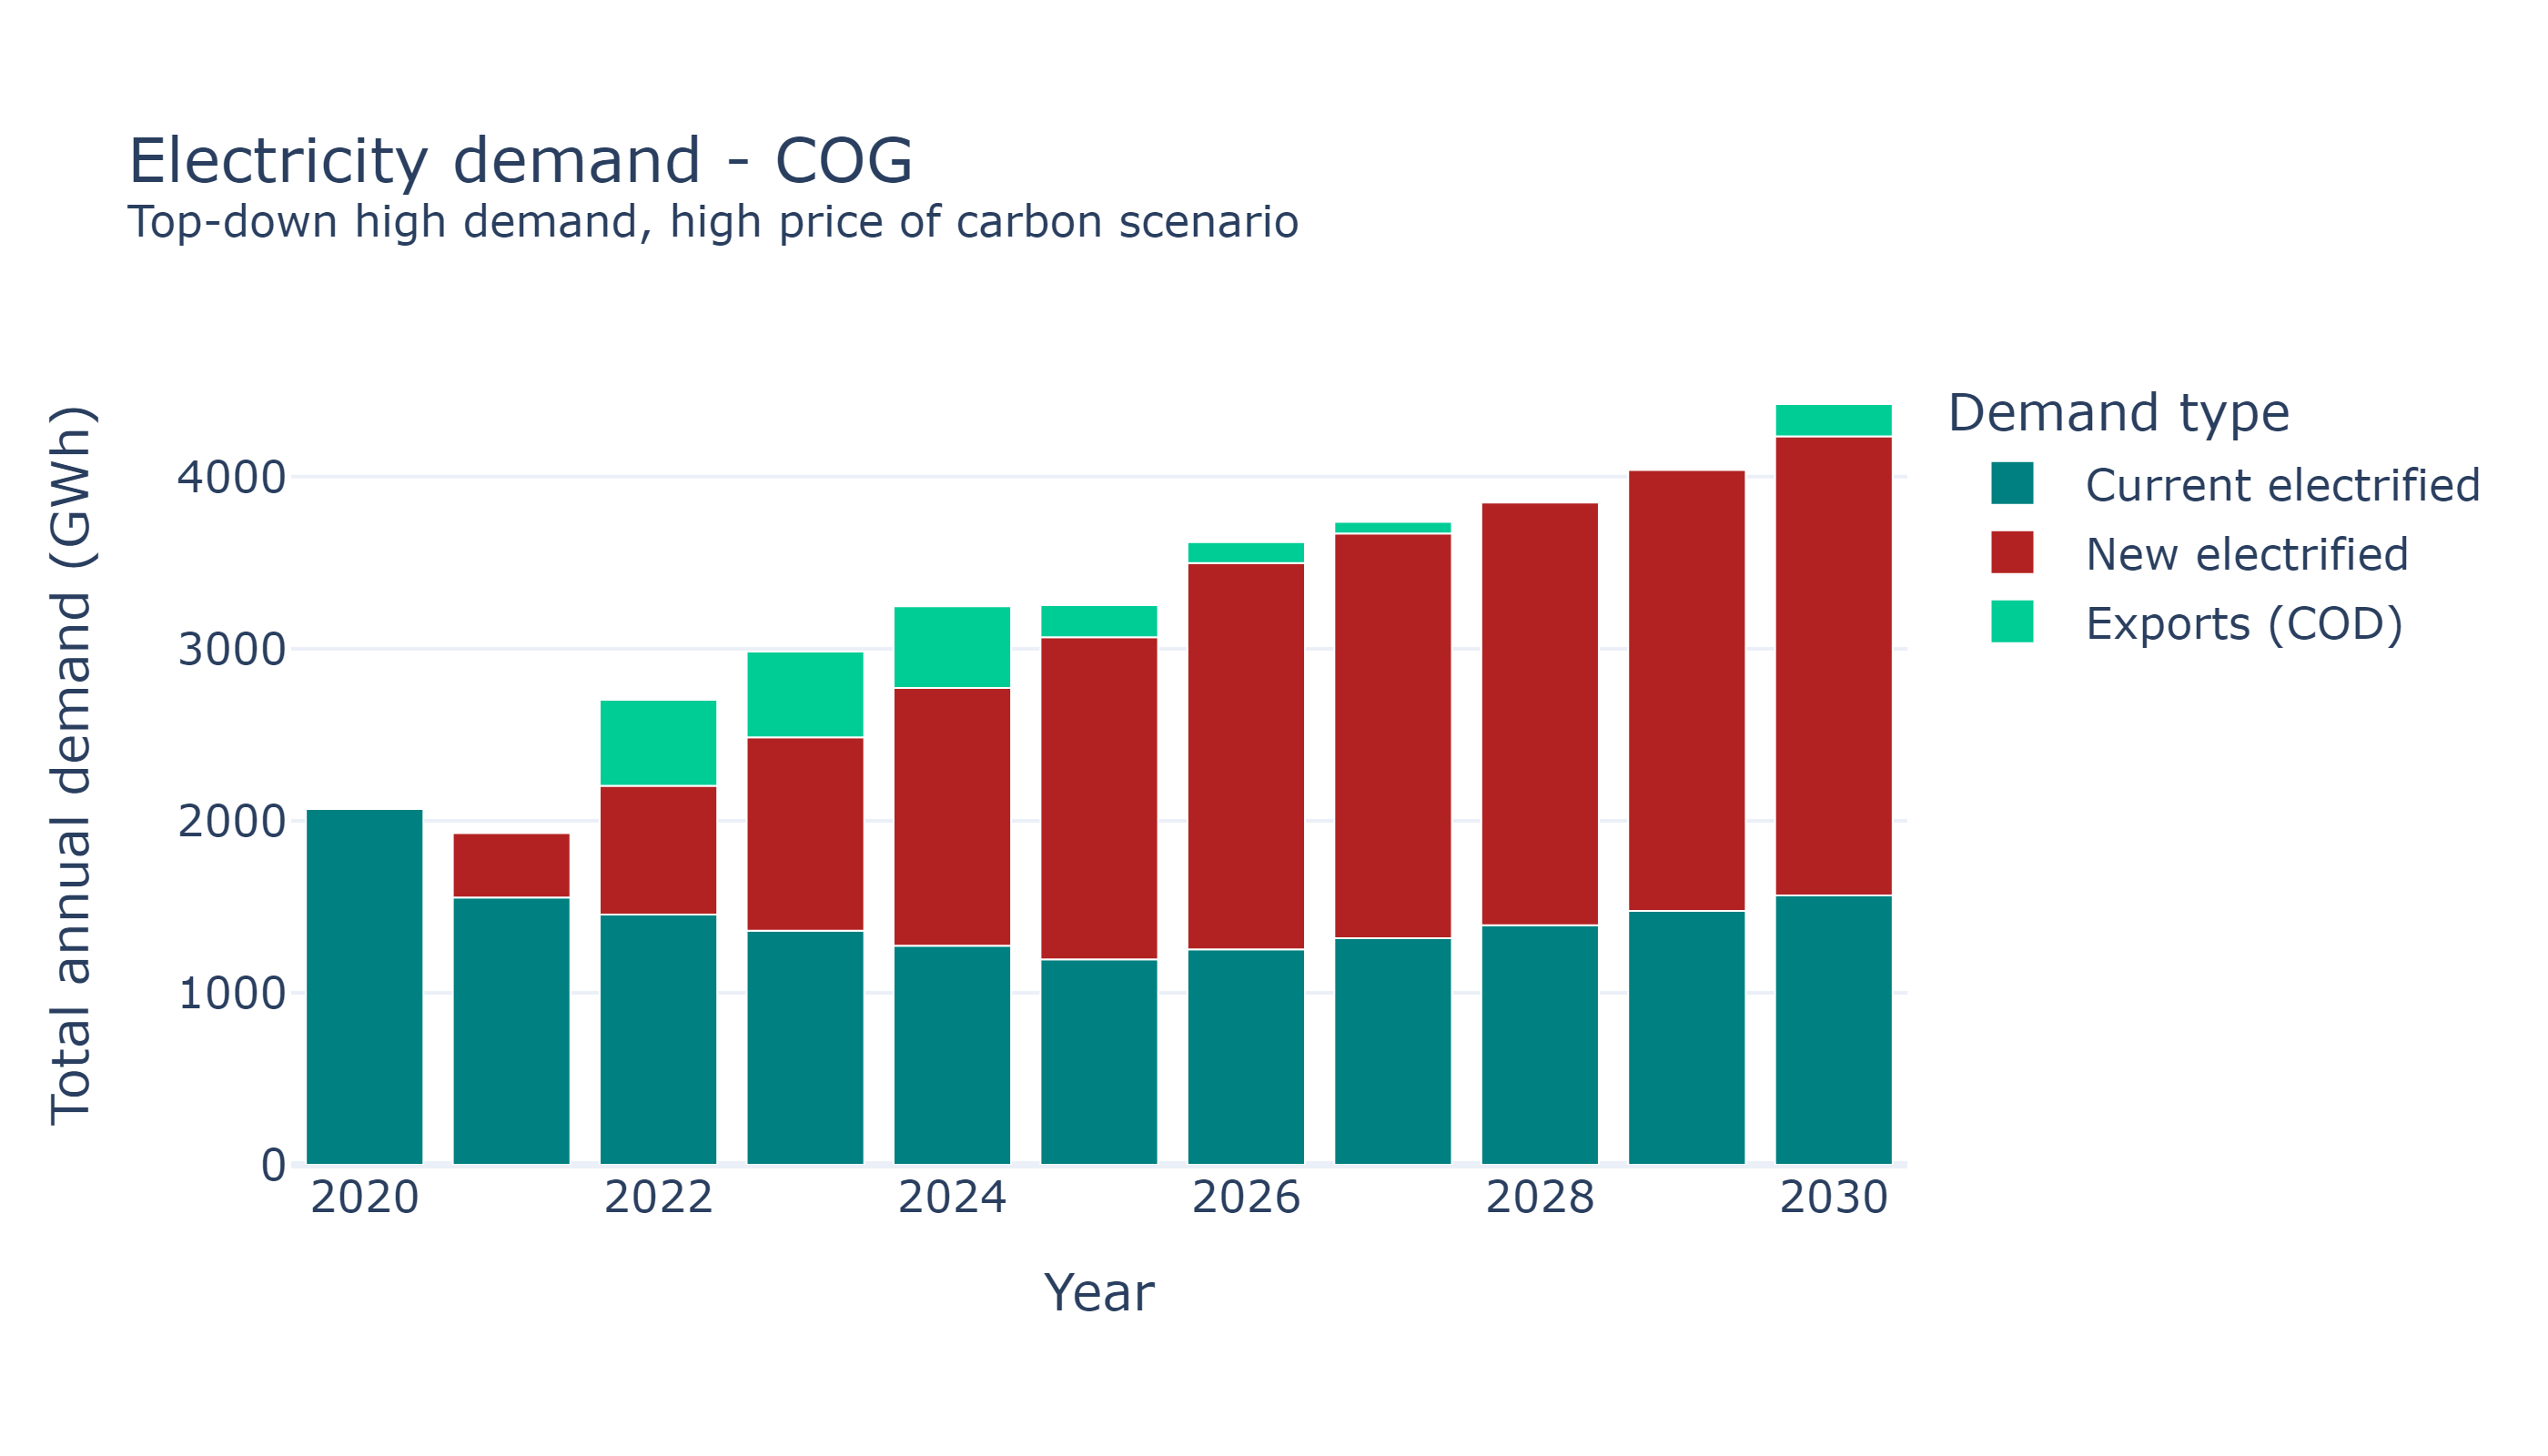 Electricity demand - COG
Top-down high demand, high price of carbon scenario
Total annual demand (GWh)
4000
3000
2000
1000
0
2020
2022
2024
2026
2028
2030
Year
Demand type
Current electrified
New electrified
Exports (COD)